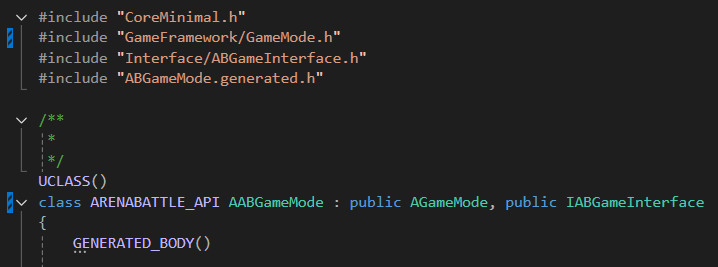 #include "CoreMinimal.h"
#include "GameFramework/GameMode.h"
#include "Interface/ABGameInterface.h"
#include "ABGameMode.generated.h"
/**
 *
 */
UCLASS()
class ARENABATTLE_API AABGameMode : public AGameMode, public IABGameInterface
{
    GENERATED_BODY()